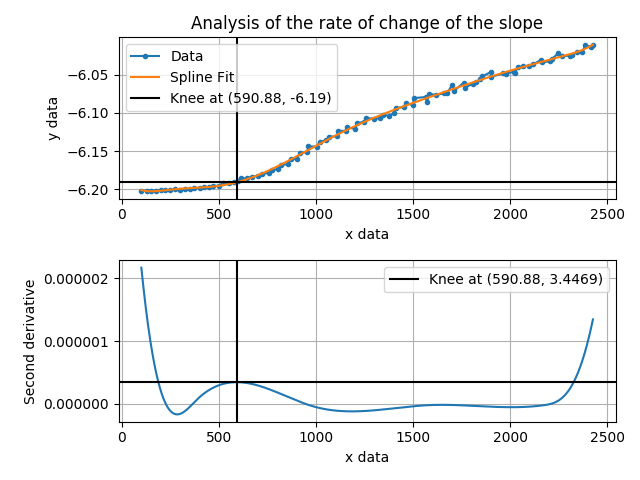 Analysis of the rate of change of the slope
Data
Spline Fit
Knee at (590.88, -6.19)
y data
−6.05
−6.10
−6.15
−6.20
0 500 1000 1500 2000 2500
x data
Knee at (590.88, 3.4469)
Second derivative
0.000002
0.000001
0.000000
0 500 1000 1500 2000 2500
x data